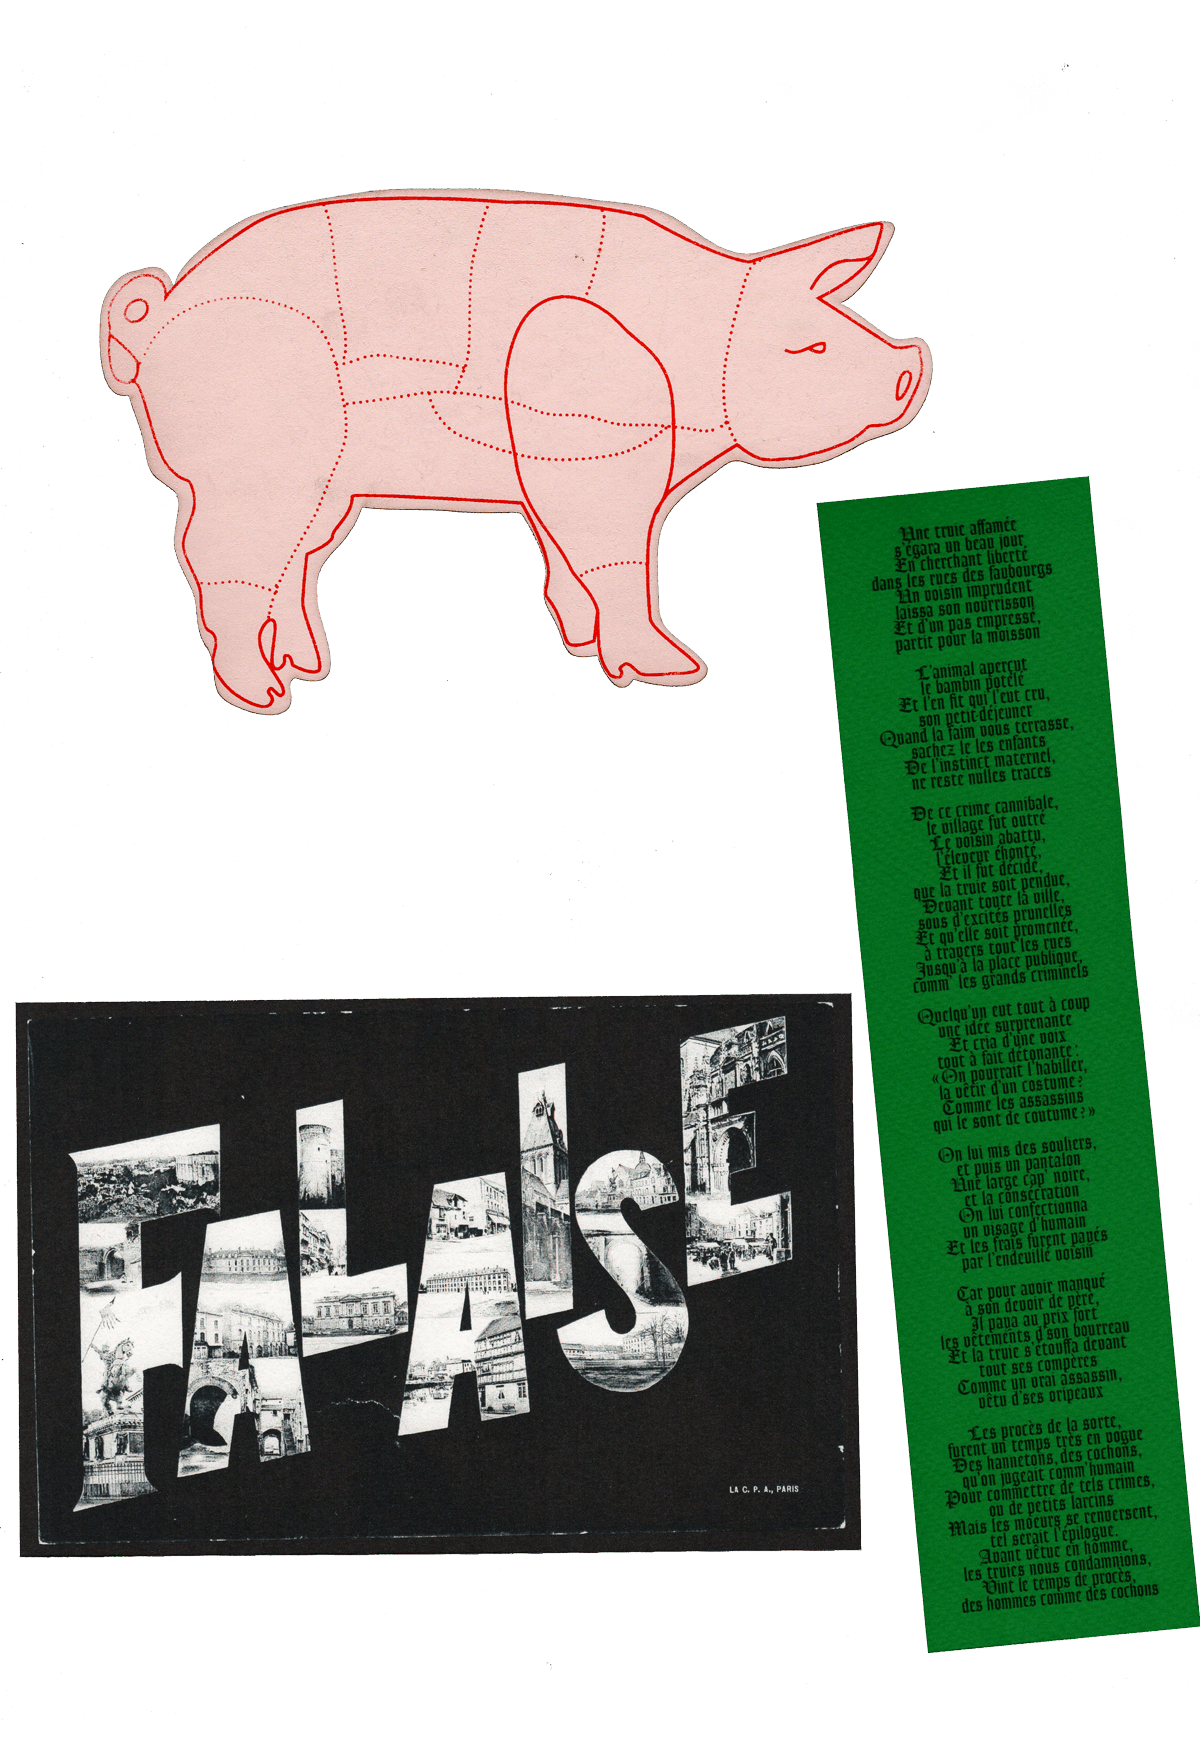 Une truie affamée
s'égara un beau jour,
En cherchant liberté
dans les rues des faubourgs
Un voisin imprudent
laissa son nourrisson
Et d'un pas empressé,
partit pour la moisson
L'animal aperçut
le bambin potelé
Et l'en fit qui l'eut cru,
son petit-déjeuner
Quand la faim vous terrasse,
sachez le les enfants
De l'instinct maternel,
ne reste nulles traces
De ce crime cannibale,
le village fut outré
Le voisin abattu,
l'éleveur éhonté,
Et il fut décidé,
que la truie soit pendue,
Devant toute la ville,
sous d'excités prunelles
Et qu'elle soit promenée,
à travers tout les rues
Jusqu'à la place publique,
comm' les grands criminels
Quelqu'un eut tout à coup
une idée surprenante
Et cria d'une voix
tout à fait détonante :
« On pourrait l'habiller,
la vêtir d'un costume ?
Comme les assassins
qui le sont de coutume ? »
On lui mis des souliers,
et puis un pantalon
Une large cap' noire,
et la consécration
On lui confectionna
un visage d'humain
Et les frais furent payés
par l'endeuillé voisin
Car pour avoir manqué
à son devoir de père,
Il paya au prix fort
les vêtements d'son bourreau
Et la truie s'étouffa devant
tout ses compères
Comme un vrai assassin,
vêtu d'ses oripeaux
Les procès de la sorte,
furent un temps très en vogue
Des hannetons, des cochons,
qu'on jugeait comm' humain
Pour commettre de tels crimes,
ou de petits larcins
Mais les moeurs se renversent,
tel serait l'épilogue.
Avant vêtue en homme,
les truies nous condamnions,
Vint le temps de procès,
des hommes comme des cochons
FALAISE
LA C. P. A., PARIS